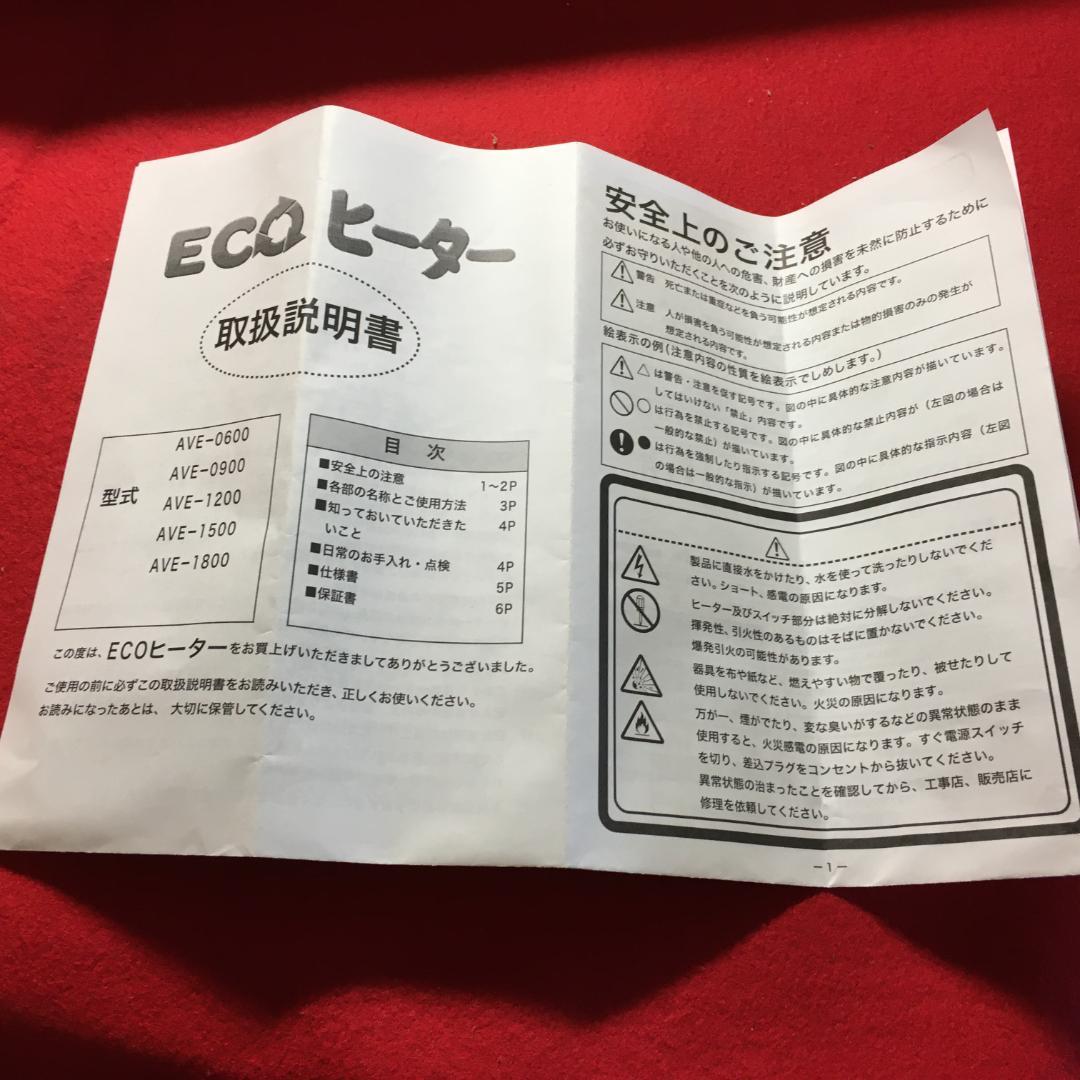 ECO ヒーター
取扱説明書
型式
AVE-0600
AVE-0900
AVE-1200
AVE-1500
AVE-1800
目 次
■安全上の注意 1～2P
■各部の名称とご使用方法 3P
■知っておいていただきた
いこと 4P
■日常のお手入れ・点検 4P
■仕様書 5P
■保証書 6P
この度は、ECOヒーターをお買上げいただきましてありがとうございました。
ご使用の前に必ずこの取扱説明書をお読みいただき、正しくお使いください。
お読みになったあとは、大切に保管してください。
安全上のご注意
お使いになる人や他の人への危害、財産への損害を未然に防止するために
必ずお守りいただくことを次のように説明しています。
警告 死亡または重症などを負う可能性が想定される内容です。
注意 人が損害を負う可能性が想定される内容または物的損害のみの発生が
想定される内容です。
絵表示の例(注意内容の性質を絵表示でしめします。)
△は警告・注意を促す記号です。図の中に具体的な注意内容が描いています。
してはいけない「禁止」内容です。
○は行為を禁止する記号です。図の中に具体的な禁止内容が（左図の場合は
一般的な禁止）が描いています。
●は行為を強制したり指示する記号です。図の中に具体的な指示内容（左図
の場合は一般的な指示）が描いています。
製品に直接水をかけたり、水を使って洗ったりしないでくだ
さい。ショート、感電の原因になります。
ヒーター及びスイッチ部分は絶対に分解しないでください。
揮発性、引火性のあるものはそばに置かないでください。
爆発引火の可能性があります。
器具を布や紙など、燃えやすい物で覆ったり、被せたりして
使用しないでください。火災の原因になります。
万が一、煙がでたり、変な臭いがするなどの異常状態のまま
使用すると、火災感電の原因になります。すぐ電源スイッチ
を切り、差込プラグをコンセントから抜いてください。
異常状態の治まったことを確認してから、工事店、販売店に
修理を依頼してください。
－1－